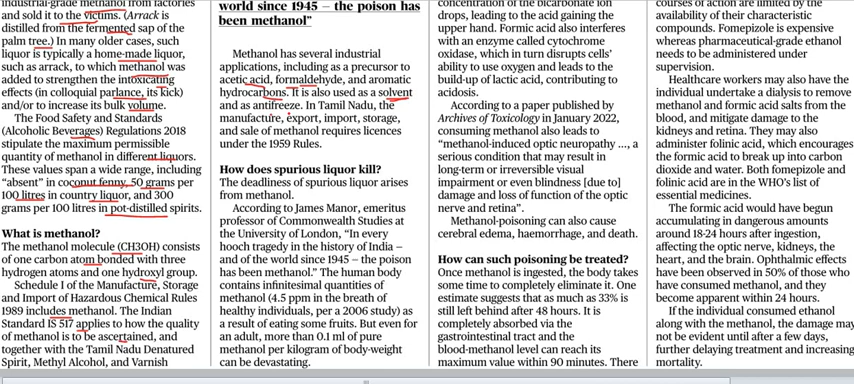 industrial-grade methanol from factories
and sold it to the victims. (Arrack is
distilled from the fermented sap of the
palm tree.) In many older cases, such
liquor is typically a home-made liquor,
such as arrack, to which methanol was
added to strengthen the intoxicating
effects (in colloquial parlance, its kick)
and/or to increase its bulk volume.
The Food Safety and Standards
(Alcoholic Beverages) Regulations 2018
stipulate the maximum permissible
quantity of methanol in different liquors.
These values span a wide range, including
“absent” in coconut fenny, 50 grams per
100 litres in country liquor, and 300
grams per 100 litres in pot-distilled spirits.
What is methanol?
The methanol molecule (CH3OH) consists
of one carbon atom bonded with three
hydrogen atoms and one hydroxyl group.
Schedule I of the Manufacture, Storage
and Import of Hazardous Chemical Rules
1989 includes methanol. The Indian
Standard IS 517 applies to how the quality
of methanol is to be ascertained, and
together with the Tamil Nadu Denatured
Spirit, Methyl Alcohol, and Varnish
world since 1945 – the poison has
been methanol”
Methanol has several industrial
applications, including as a precursor to
acetic acid, formaldehyde, and aromatic
hydrocarbons. It is also used as a solvent
and as antifreeze. In Tamil Nadu, the
manufacture, export, import, storage,
and sale of methanol requires licences
under the 1959 Rules.
How does spurious liquor kill?
The deadliness of spurious liquor arises
from methanol.
According to James Manor, emeritus
professor of Commonwealth Studies at
the University of London, “In every
hooch tragedy in the history of India –
and of the world since 1945 – the poison
has been methanol.” The human body
contains infinitesimal quantities of
methanol (4.5 ppm in the breath of
healthy individuals, per a 2006 study) as
a result of eating some fruits. But even for
an adult, more than 0.1 ml of pure
methanol per kilogram of body-weight
can be devastating.
concentration of the bicarbonate ion
drops, leading to the acid gaining the
upper hand. Formic acid also interferes
with an enzyme called cytochrome
oxidase, which in turn disrupts cells’
ability to use oxygen and leads to the
build-up of lactic acid, contributing to
acidosis.
According to a paper published by
Archives of Toxicology in January 2022,
consuming methanol also leads to
“methanol-induced optic neuropathy ..., a
serious condition that may result in
long-term or irreversible visual
impairment or even blindness [due to]
damage and loss of function of the optic
nerve and retina”.
Methanol-poisoning can also cause
cerebral edema, haemorrhage, and death.
How can such poisoning be treated?
Once methanol is ingested, the body takes
some time to completely eliminate it. One
estimate suggests that as much as 33% is
still left behind after 48 hours. It is
completely absorbed via the
gastrointestinal tract and the
blood-methanol level can reach its
maximum value within 90 minutes. There
courses of action are limited by the
availability of their characteristic
compounds. Fomepizole is expensive
whereas pharmaceutical-grade ethanol
needs to be administered under
supervision.
Healthcare workers may also have the
individual undertake a dialysis to remove
methanol and formic acid salts from the
blood, and mitigate damage to the
kidneys and retina. They may also
administer folinic acid, which encourages
the formic acid to break up into carbon
dioxide and water. Both fomepizole and
folinic acid are in the WHO’s list of
essential medicines.
The formic acid would have begun
accumulating in dangerous amounts
around 18-24 hours after ingestion,
affecting the optic nerve, kidneys, the
heart, and the brain. Ophthalmic effects
have been observed in 50% of those who
have consumed methanol, and they
become apparent within 24 hours.
If the individual consumed ethanol
along with the methanol, the damage may
not be evident until after a few days,
further delaying treatment and increasing
mortality.